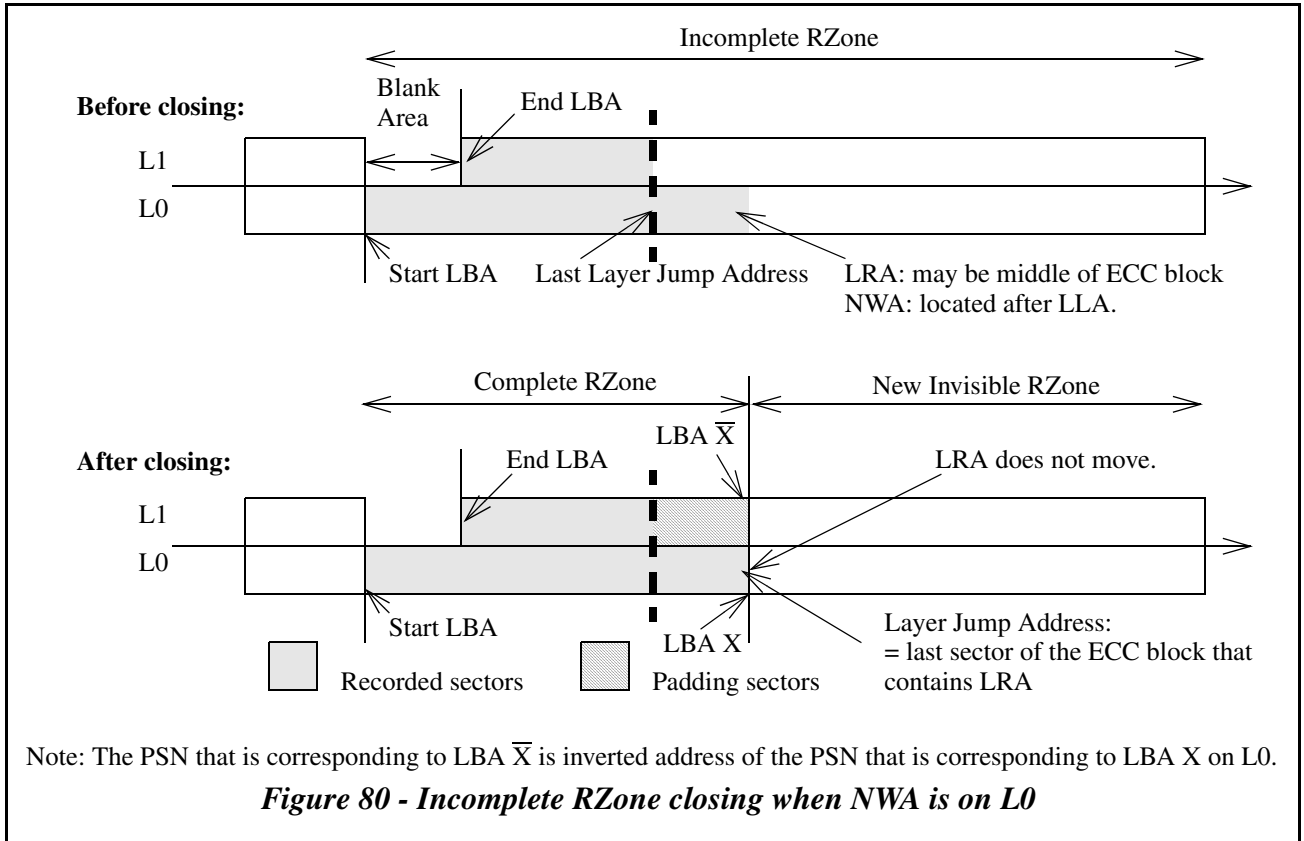 Incomplete RZone
Blank
Area
Before closing:
End LBA
L1
L0
Start LBA
Last Layer Jump Address
LRA: may be middle of ECC block
NWA: located after LLA.
Complete RZone
New Invisible RZone
LBA X̅
After closing:
End LBA
LRA does not move.
L1
L0
Start LBA
LBA X
Layer Jump Address:
= last sector of the ECC block that
contains LRA
Recorded sectors
Padding sectors
Note: The PSN that is corresponding to LBA X̅ is inverted address of the PSN that is corresponding to LBA X on L0.
Figure 80 - Incomplete RZone closing when NWA is on L0